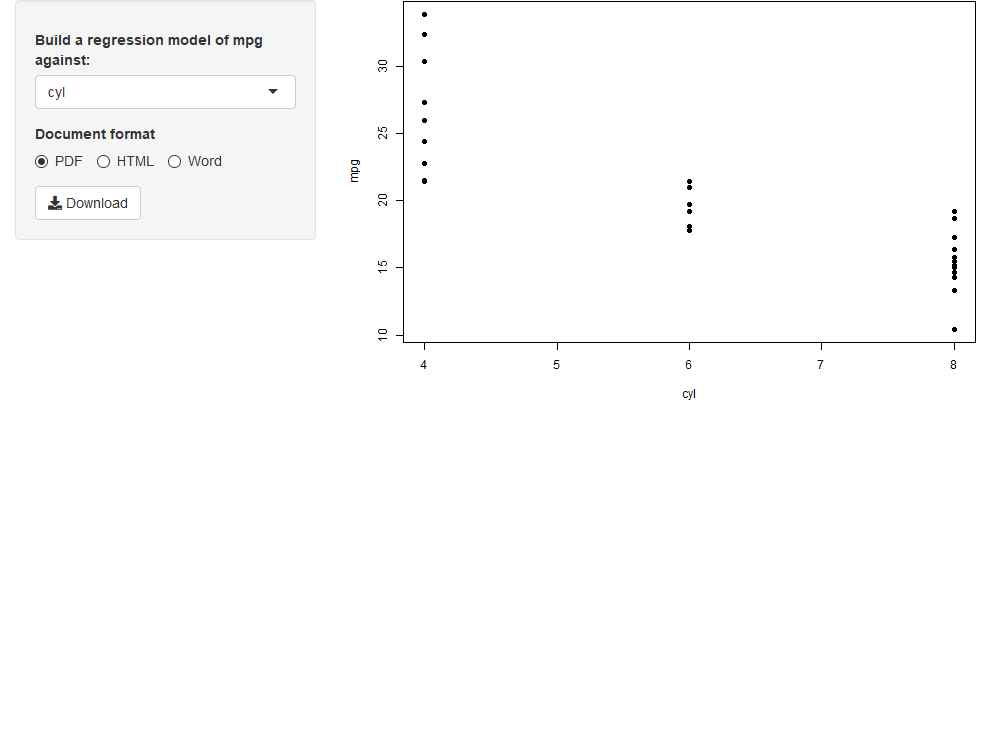 Build a regression model of mpg
against:
cyl
Document format
PDF HTML Word
Download
30
25
20
15
10
mpg
4 5 6 7 8
cyl